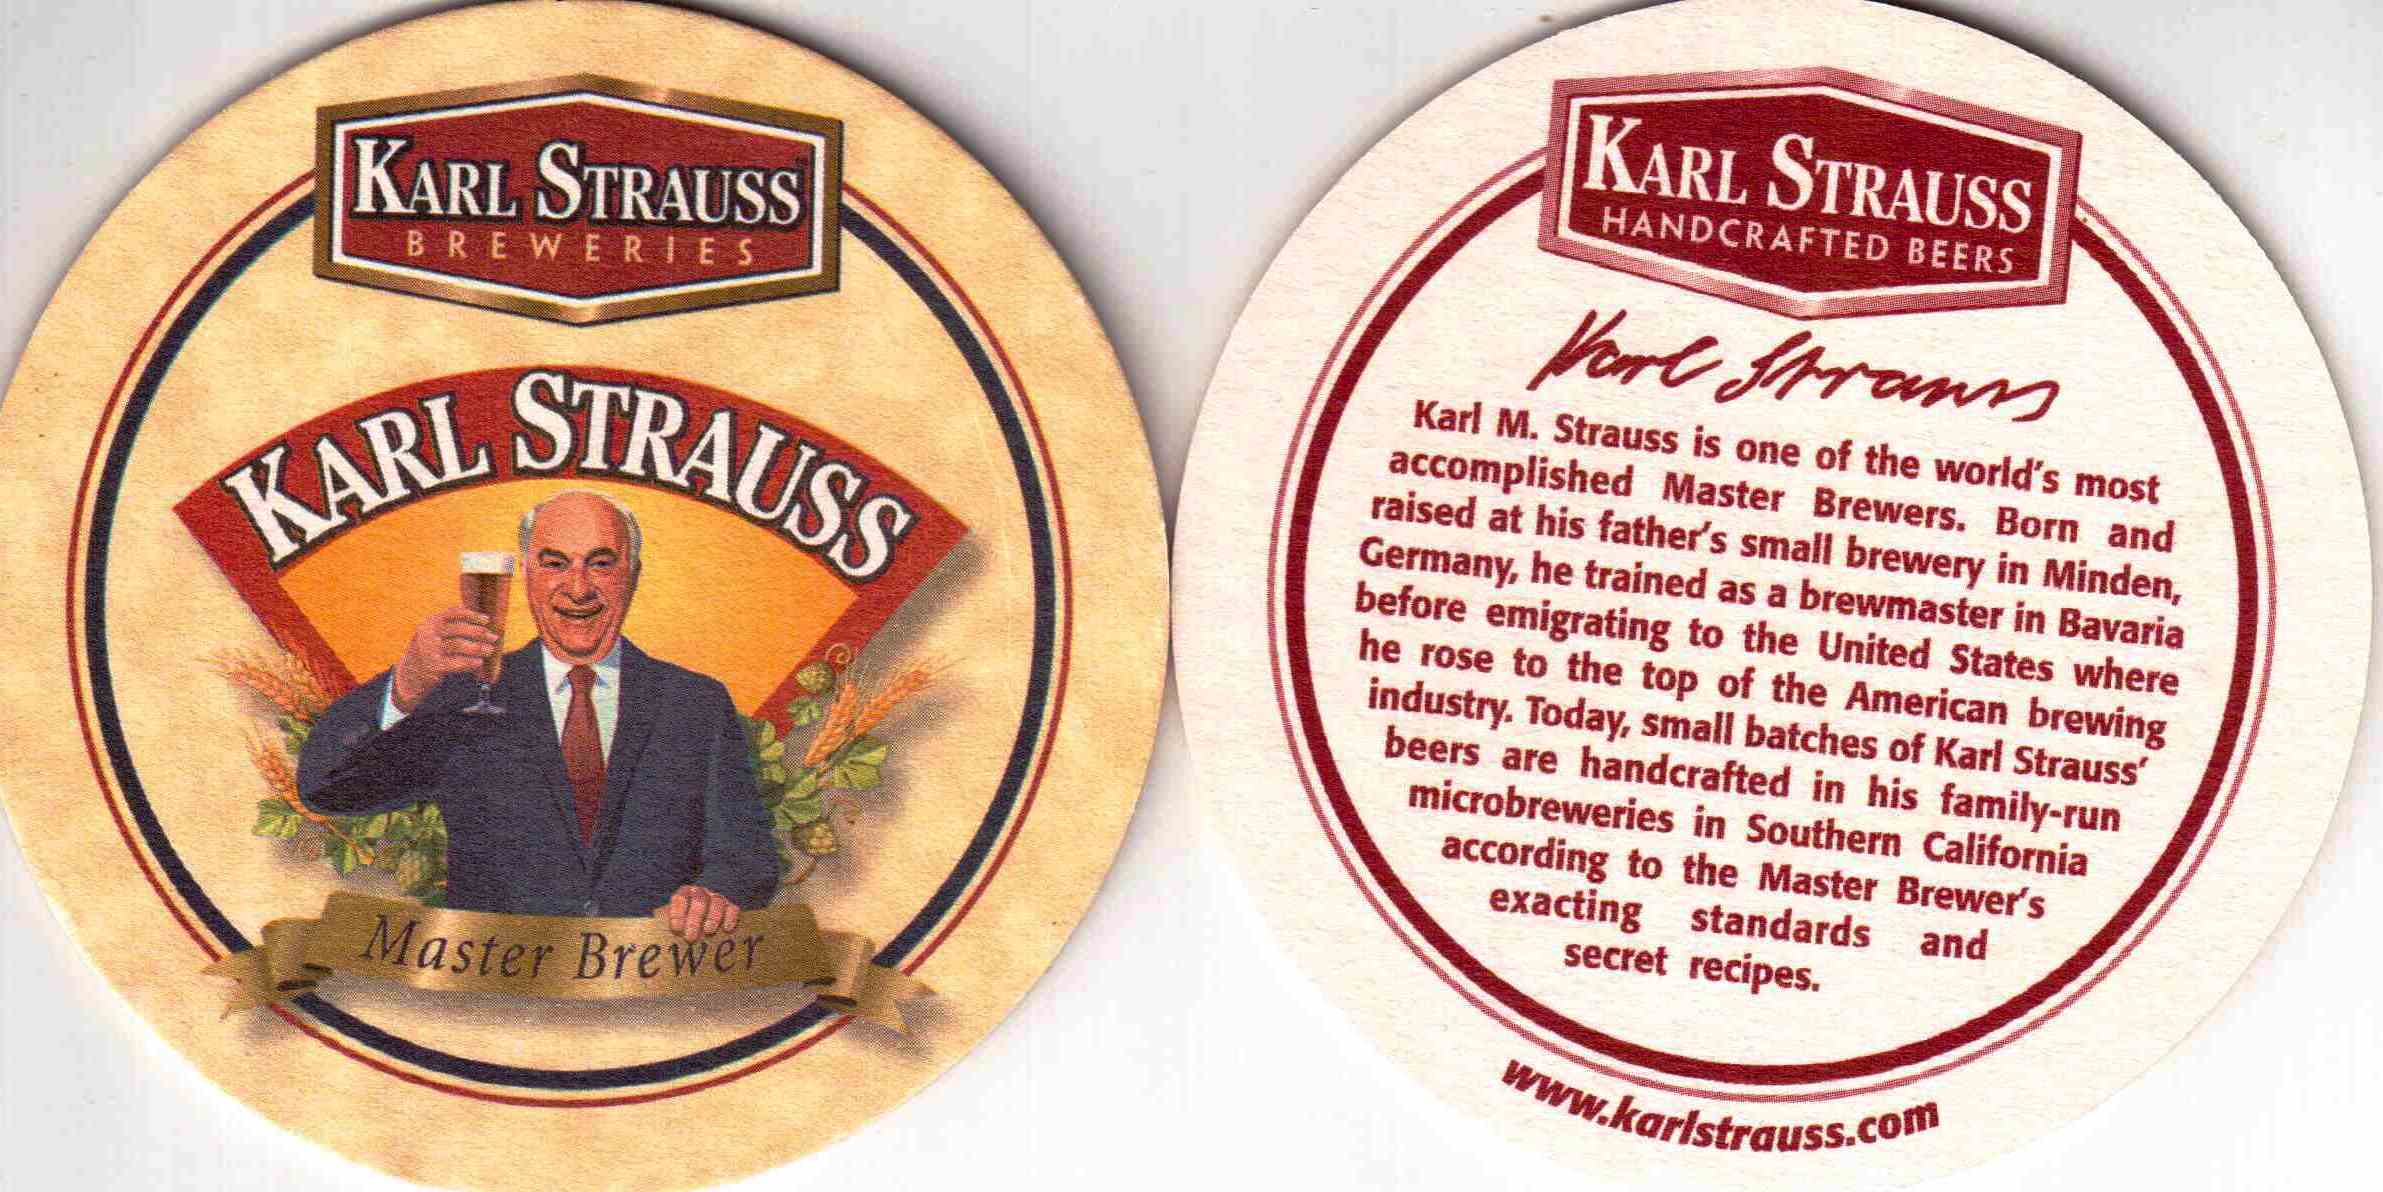 KARL STRAUSS™
BREWERIES
KARL STRAUSS
Master Brewer
KARL STRAUSS
HANDCRAFTED BEERS
Karl Strauss
Karl M. Strauss is one of the world's most
accomplished Master Brewers. Born and
raised at his father's small brewery in Minden,
Germany, he trained as a brewmaster in Bavaria
before emigrating to the United States where
he rose to the top of the American brewing
industry. Today, small batches of Karl Strauss'
beers are handcrafted in his family-run
microbreweries in Southern California
according to the Master Brewer's
exacting standards and
secret recipes.
www.karlstrauss.com